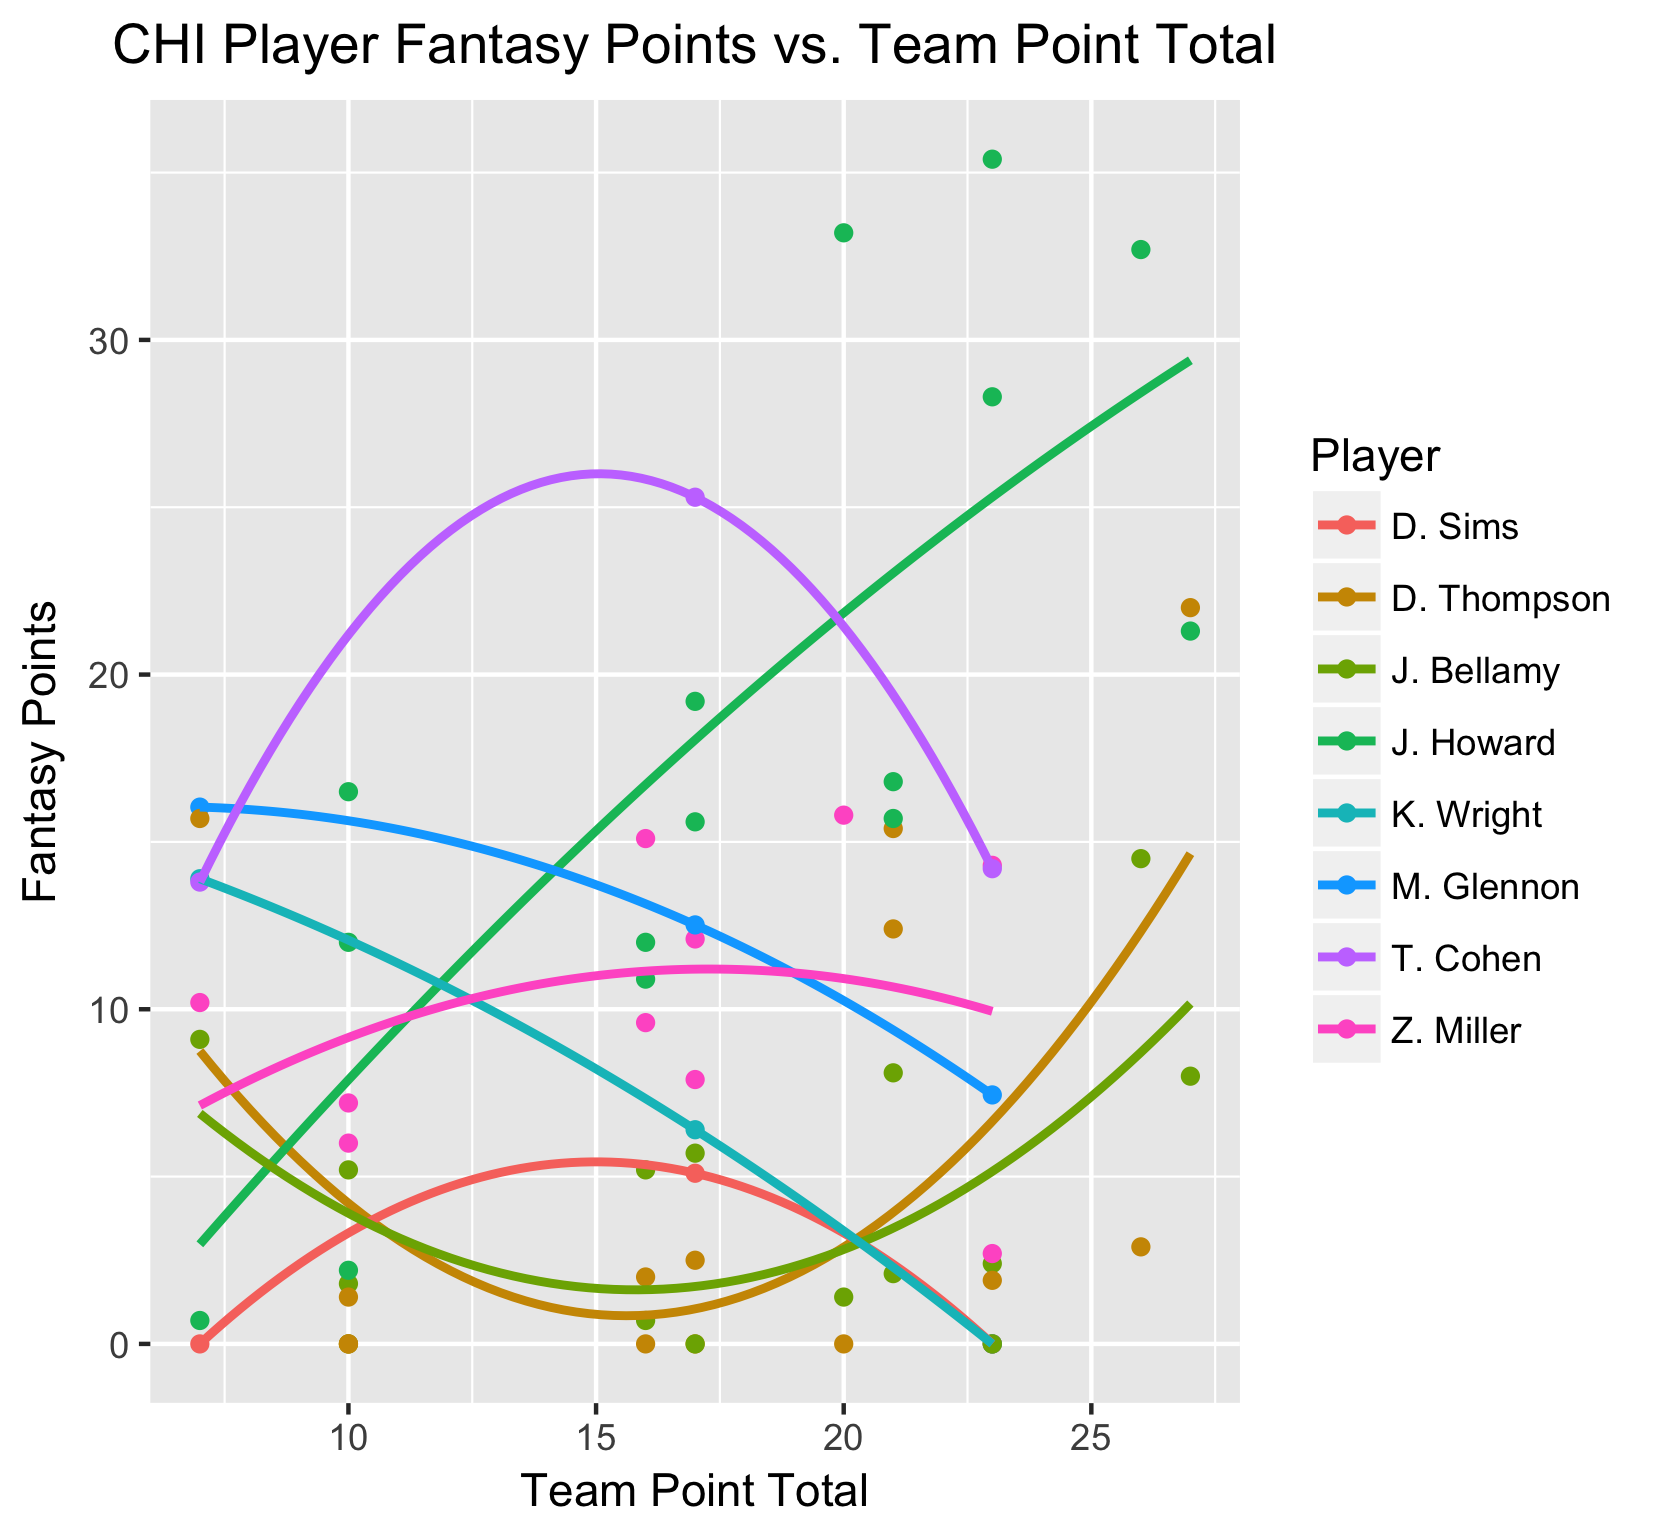 CHI Player Fantasy Points vs. Team Point Total
Fantasy Points
30
20
10
0
10
15
20
25
Team Point Total
Player
D. Sims
D. Thompson
J. Bellamy
J. Howard
K. Wright
M. Glennon
T. Cohen
Z. Miller